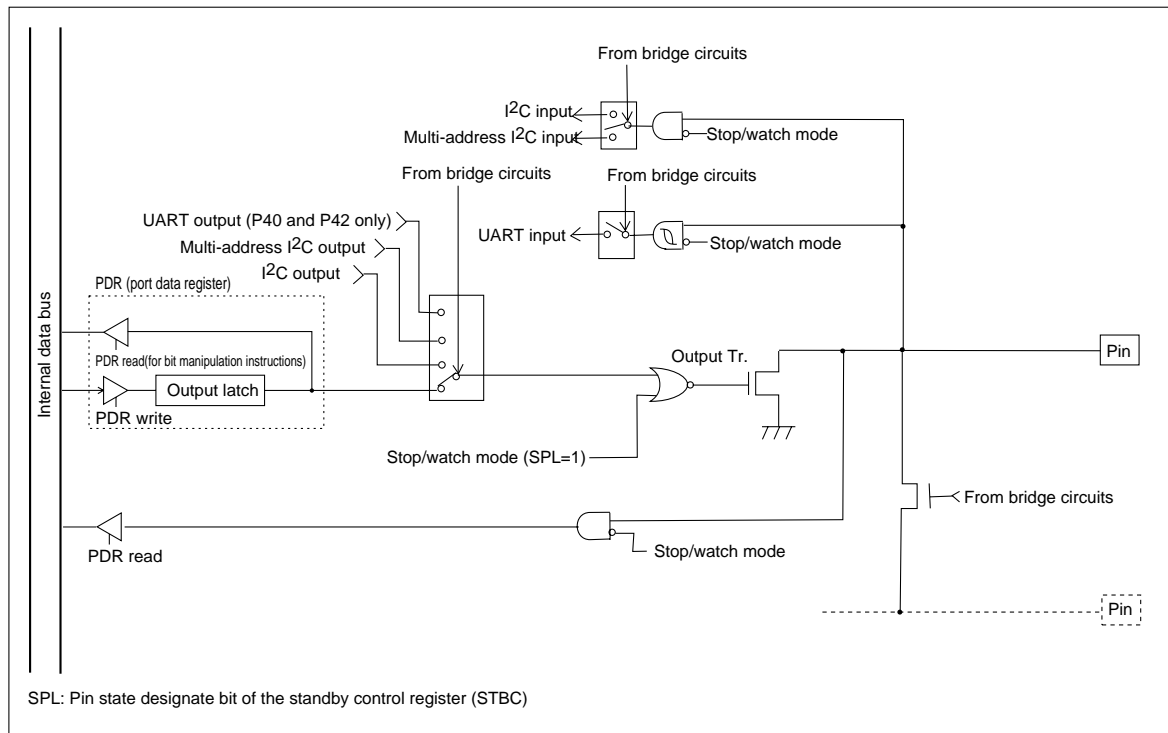 From bridge circuits
I2C input
Multi-address I2C input
Stop/watch mode
From bridge circuits
From bridge circuits
UART output (P40 and P42 only)
UART input
Stop/watch mode
Multi-address I2C output
I2C output
PDR (port data register)
Internal data bus
PDR read(for bit manipulation instructions)
Output latch
PDR write
Output Tr.
Pin
Stop/watch mode (SPL=1)
From bridge circuits
PDR read
Stop/watch mode
Pin
SPL: Pin state designate bit of the standby control register (STBC)